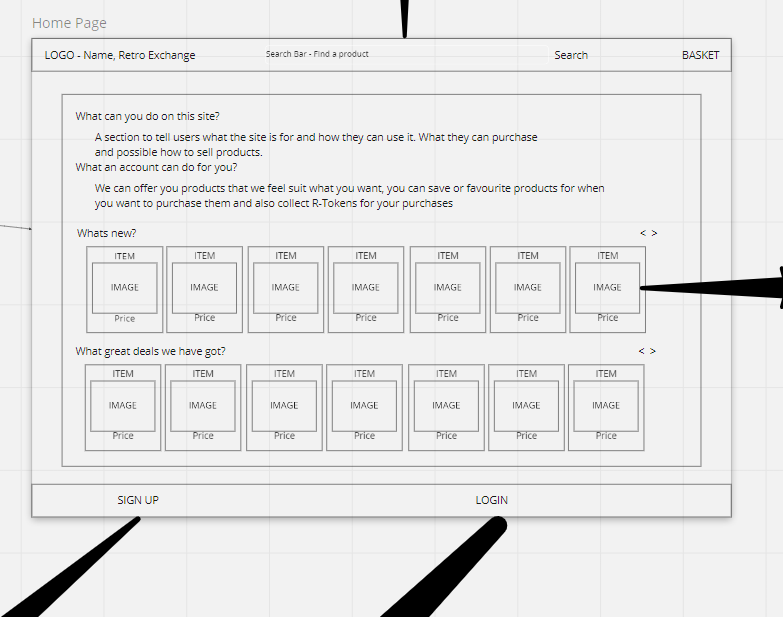 Home Page
LOGO - Name, Retro Exchange Search Bar - Find a product Search BASKET
What can you do on this site?
A section to tell users what the site is for and how they can use it. What they can purchase
and possible how to sell products.
What an account can do for you?
We can offer you products that we feel suit what you want, you can save or favourite products for when
you want to purchase them and also collect R-Tokens for your purchases
Whats new? < >
ITEM ITEM ITEM ITEM ITEM ITEM ITEM
IMAGE IMAGE IMAGE IMAGE IMAGE IMAGE IMAGE
Price Price Price Price Price Price Price
What great deals we have got? < >
ITEM ITEM ITEM ITEM ITEM ITEM ITEM
IMAGE IMAGE IMAGE IMAGE IMAGE IMAGE IMAGE
Price Price Price Price Price Price Price
SIGN UP LOGIN